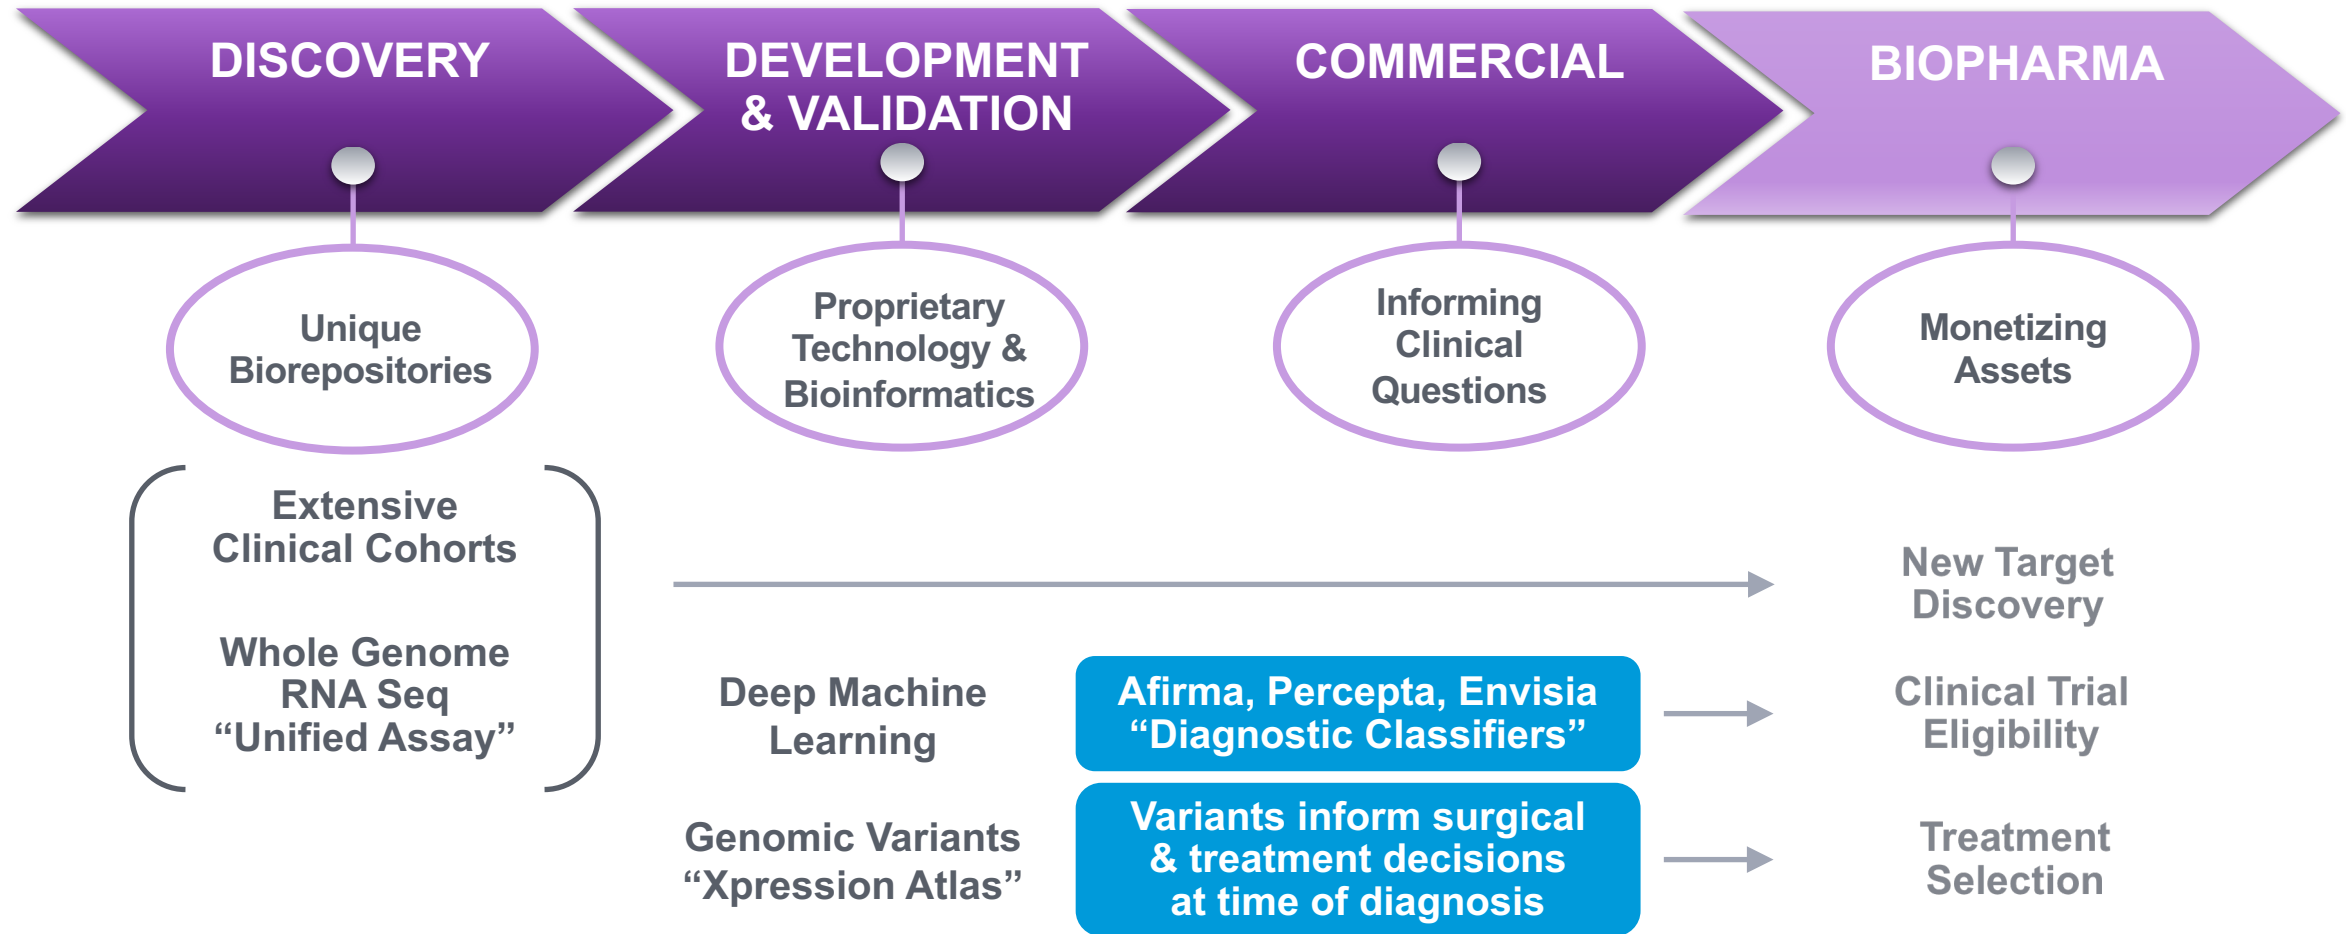 DISCOVERY
DEVELOPMENT
& VALIDATION
COMMERCIAL
BIOPHARMA
Unique
Biorepositories
Proprietary
Technology &
Bioinformatics
Informing
Clinical
Questions
Monetizing
Assets
Extensive
Clinical Cohorts
Whole Genome
RNA Seq
“Unified Assay”
New Target
Discovery
Deep Machine
Learning
Afirma, Percepta, Envisia
“Diagnostic Classifiers”
Clinical Trial
Eligibility
Genomic Variants
“Xpression Atlas”
Variants inform surgical
& treatment decisions
at time of diagnosis
Treatment
Selection